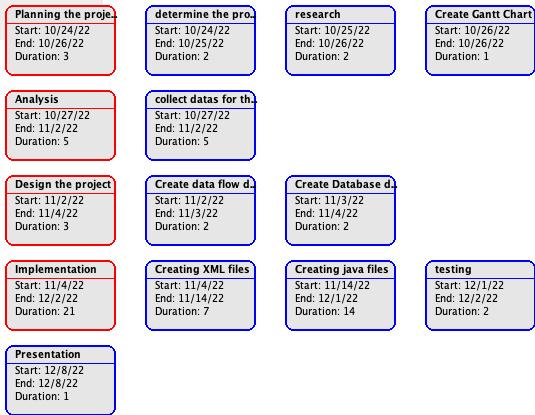 Planning the proje..
Start: 10/24/22
End: 10/26/22
Duration: 3
determine the pro..
Start: 10/24/22
End: 10/25/22
Duration: 2
research
Start: 10/25/22
End: 10/26/22
Duration: 2
Create Gantt Chart
Start: 10/26/22
End: 10/26/22
Duration: 1
Analysis
Start: 10/27/22
End: 11/2/22
Duration: 5
collect datas for th..
Start: 10/27/22
End: 11/2/22
Duration: 5
Design the project
Start: 11/2/22
End: 11/4/22
Duration: 3
Create data flow d..
Start: 11/2/22
End: 11/3/22
Duration: 2
Create Database d..
Start: 11/3/22
End: 11/4/22
Duration: 2
Implementation
Start: 11/4/22
End: 12/2/22
Duration: 21
Creating XML files
Start: 11/4/22
End: 11/14/22
Duration: 7
Creating java files
Start: 11/14/22
End: 12/1/22
Duration: 14
testing
Start: 12/1/22
End: 12/2/22
Duration: 2
Presentation
Start: 12/8/22
End: 12/8/22
Duration: 1